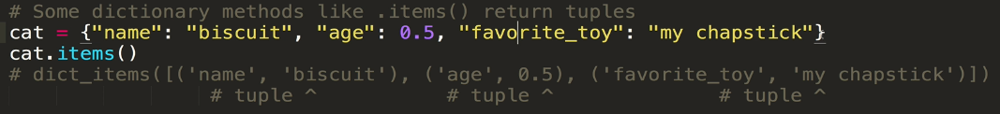 # Some dictionary methods like .items() return tuples
cat = {"name": "biscuit", "age": 0.5, "favorite_toy": "my chapstick"}
cat.items()
# dict_items([('name', 'biscuit'), ('age', 0.5), ('favorite_toy', 'my chapstick')])
# tuple ^ # tuple ^ # tuple ^